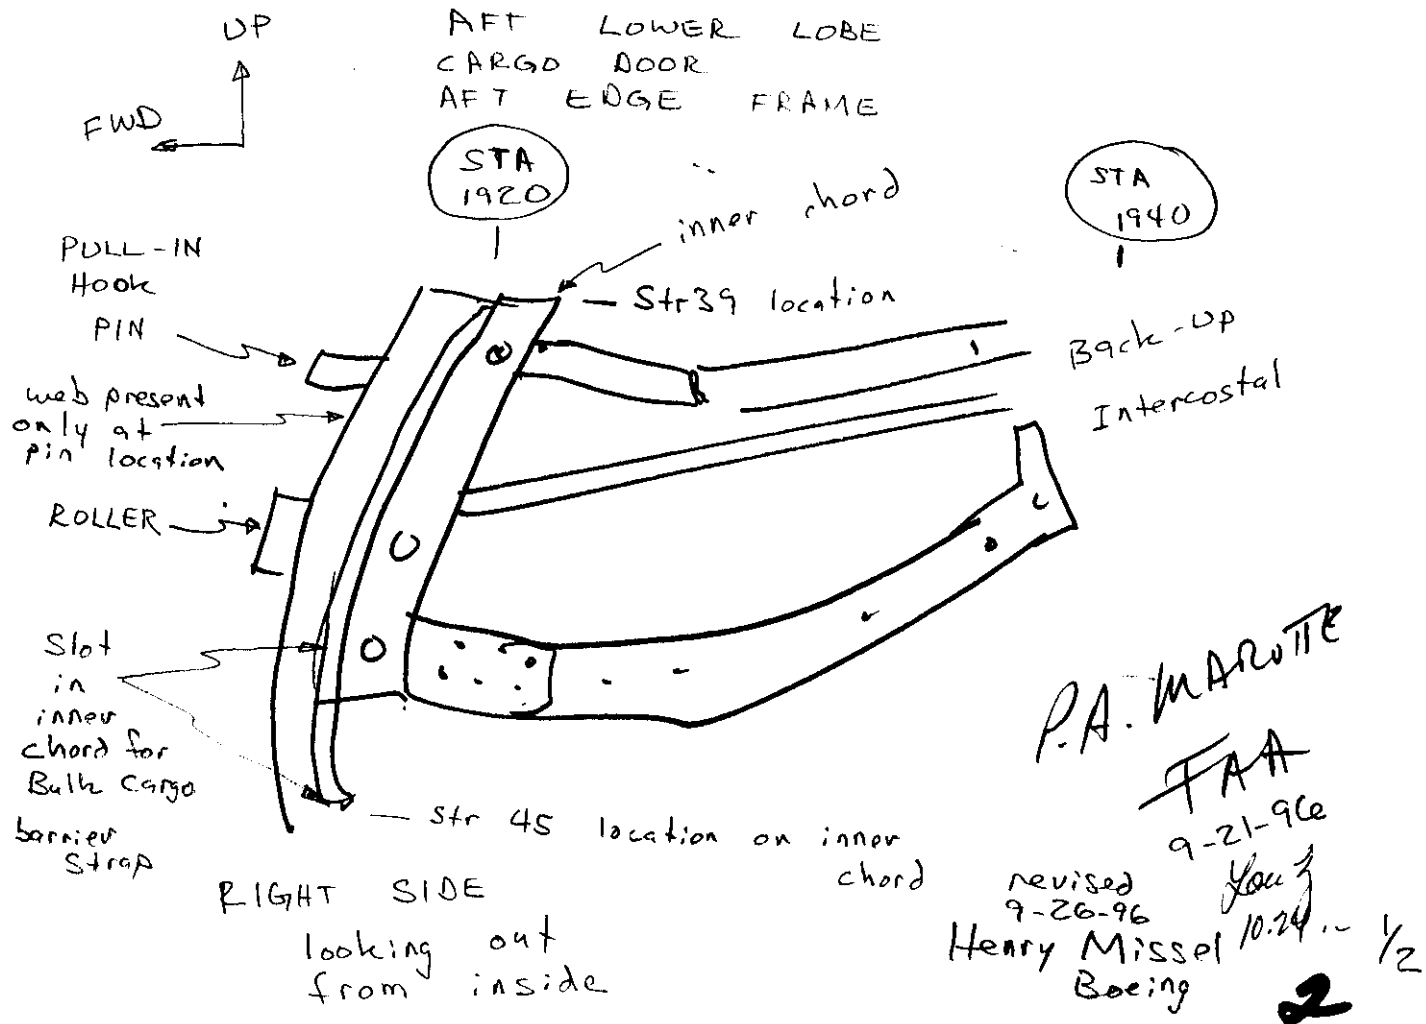 UP
FWD
AFT LOWER LOBE
CARGO DOOR
AFT EDGE FRAME
STA
1920
STA
1940
inner chord
Str 39 location
PULL-IN
Hook
PIN
web present
only at
pin location
ROLLER
Back-up
Intercostal
Slot
in
inner
chord for
Bulk Cargo
barrier
strap
Str 45 location on inner
chord
RIGHT SIDE
looking out
from inside
P.A. MAROTTE
FAA
9-21-96
revised
9-26-96
Henry Missel
Boeing
1/2
2